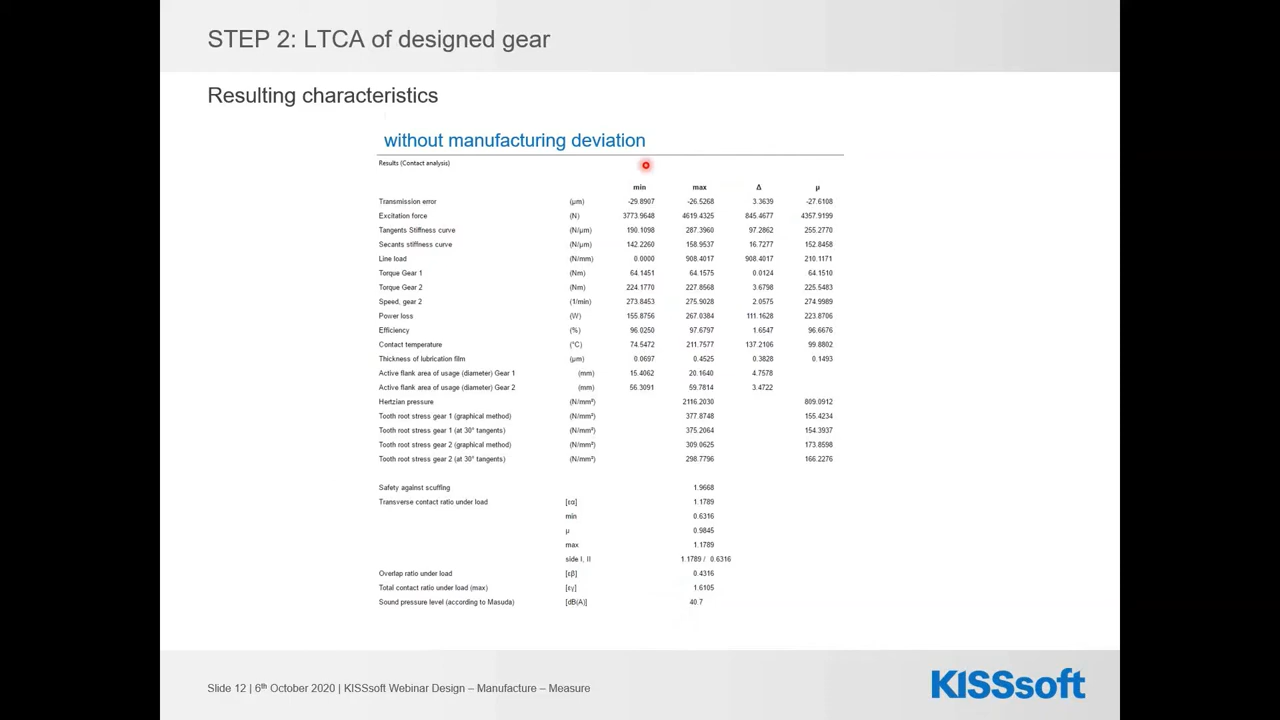 STEP 2: LTCA of designed gear
Resulting characteristics
without manufacturing deviation
Results (Contact analysis)
min max Δ μ
Transmission error (μm) -29.8907 -26.5268 3.3639 -27.6108
Excitation force (N) 3773.9648 4619.4325 845.4677 4357.9199
Tangents Stiffness curve (N/μm) 190.1098 287.3960 97.2862 255.2770
Secants stiffness curve (N/μm) 142.2260 158.9537 16.7277 152.8458
Line load (N/mm) 0.0000 908.4017 908.4017 210.1171
Torque Gear 1 (Nm) 64.1451 64.1575 0.0124 64.1510
Torque Gear 2 (Nm) 224.1770 227.8568 3.6798 225.5483
Speed, gear 2 (1/min) 273.8453 275.9028 2.0575 274.9989
Power loss (W) 155.8756 267.0384 111.1628 223.8706
Efficiency (%) 96.0250 97.6797 1.6547 96.6676
Contact temperature (°C) 74.5472 211.7577 137.2106 99.8802
Thickness of lubrication film (μm) 0.0697 0.4525 0.3828 0.1493
Active flank area of usage (diameter) Gear 1 (mm) 15.4062 20.1640 4.7578
Active flank area of usage (diameter) Gear 2 (mm) 56.3091 59.7814 3.4722
Hertzian pressure (N/mm²) 2116.2030 809.0912
Tooth root stress gear 1 (graphical method) (N/mm²) 377.8748 155.4234
Tooth root stress gear 1 (at 30° tangents) (N/mm²) 375.2064 154.3937
Tooth root stress gear 2 (graphical method) (N/mm²) 309.0625 173.8598
Tooth root stress gear 2 (at 30° tangents) (N/mm²) 298.7796 166.2276
Safety against scuffing 1.9668
Transverse contact ratio under load [εα] 1.1789
min 0.6316
μ 0.9845
max 1.1789
side I, II 1.1789 / 0.6316
Overlap ratio under load [εβ] 0.4316
Total contact ratio under load (max) [εγ] 1.6105
Sound pressure level (according to Masuda) [dB(A)] 40.7
Slide 12 | 6th October 2020 | KISSsoft Webinar Design – Manufacture – Measure
KISSsoft